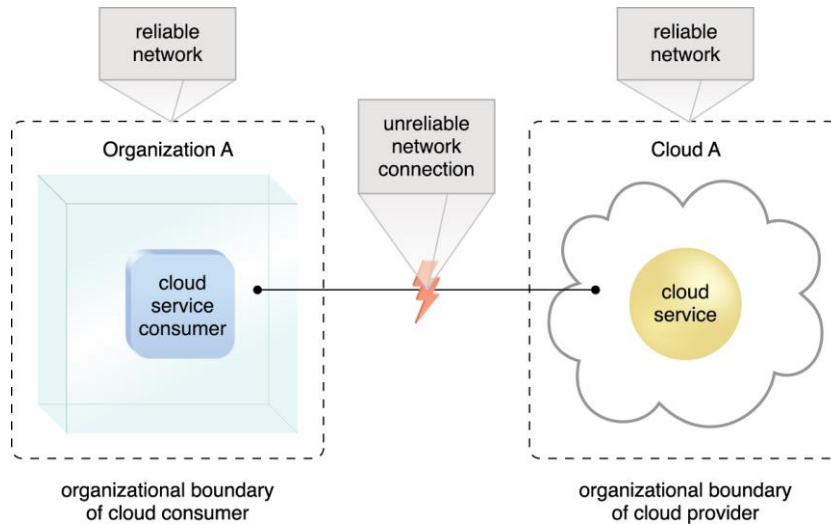 reliable
network
reliable
network
unreliable
network
connection
Organization A
Cloud A
cloud
service
consumer
cloud
service
organizational boundary
of cloud consumer
organizational boundary
of cloud provider